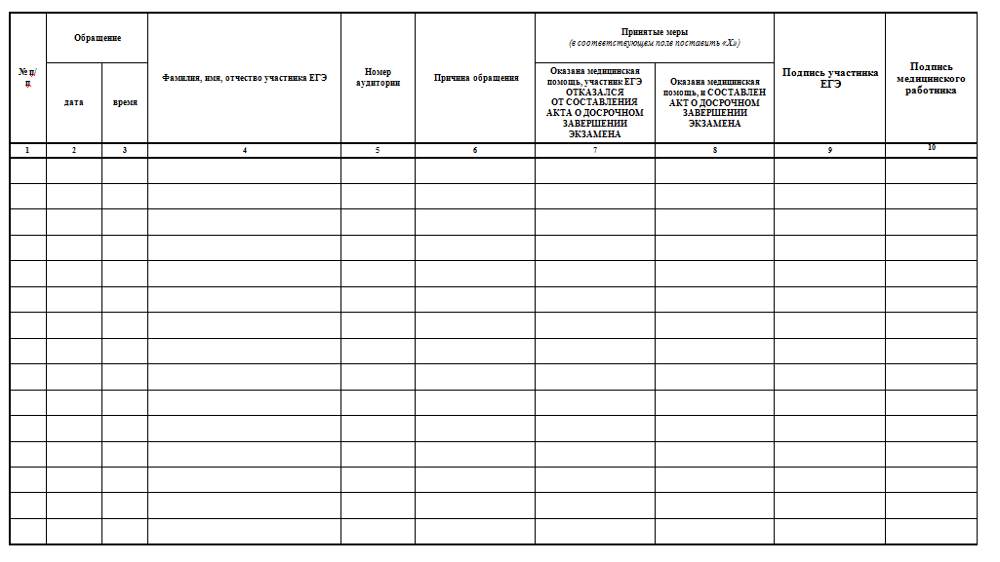 № п/
п
Обращение
дата
время
Фамилия, имя, отчество участника ЕГЭ
Номер
аудитории
Причина обращения
Принятые меры
(в соответствующем поле поставить «X»)
Оказана медицинская
помощь, участник ЕГЭ
ОТКАЗАЛСЯ
ОТ СОСТАВЛЕНИЯ
АКТА О ДОСРОЧНОМ
ЗАВЕРШЕНИИ
ЭКЗАМЕНА
Оказана медицинская
помощь, и СОСТАВЛЕН
АКТ О ДОСРОЧНОМ
ЗАВЕРШЕНИИ
ЭКЗАМЕНА
Подпись участника
ЕГЭ
Подпись
медицинского
работника
1 2 3 4 5 6 7 8 9 10